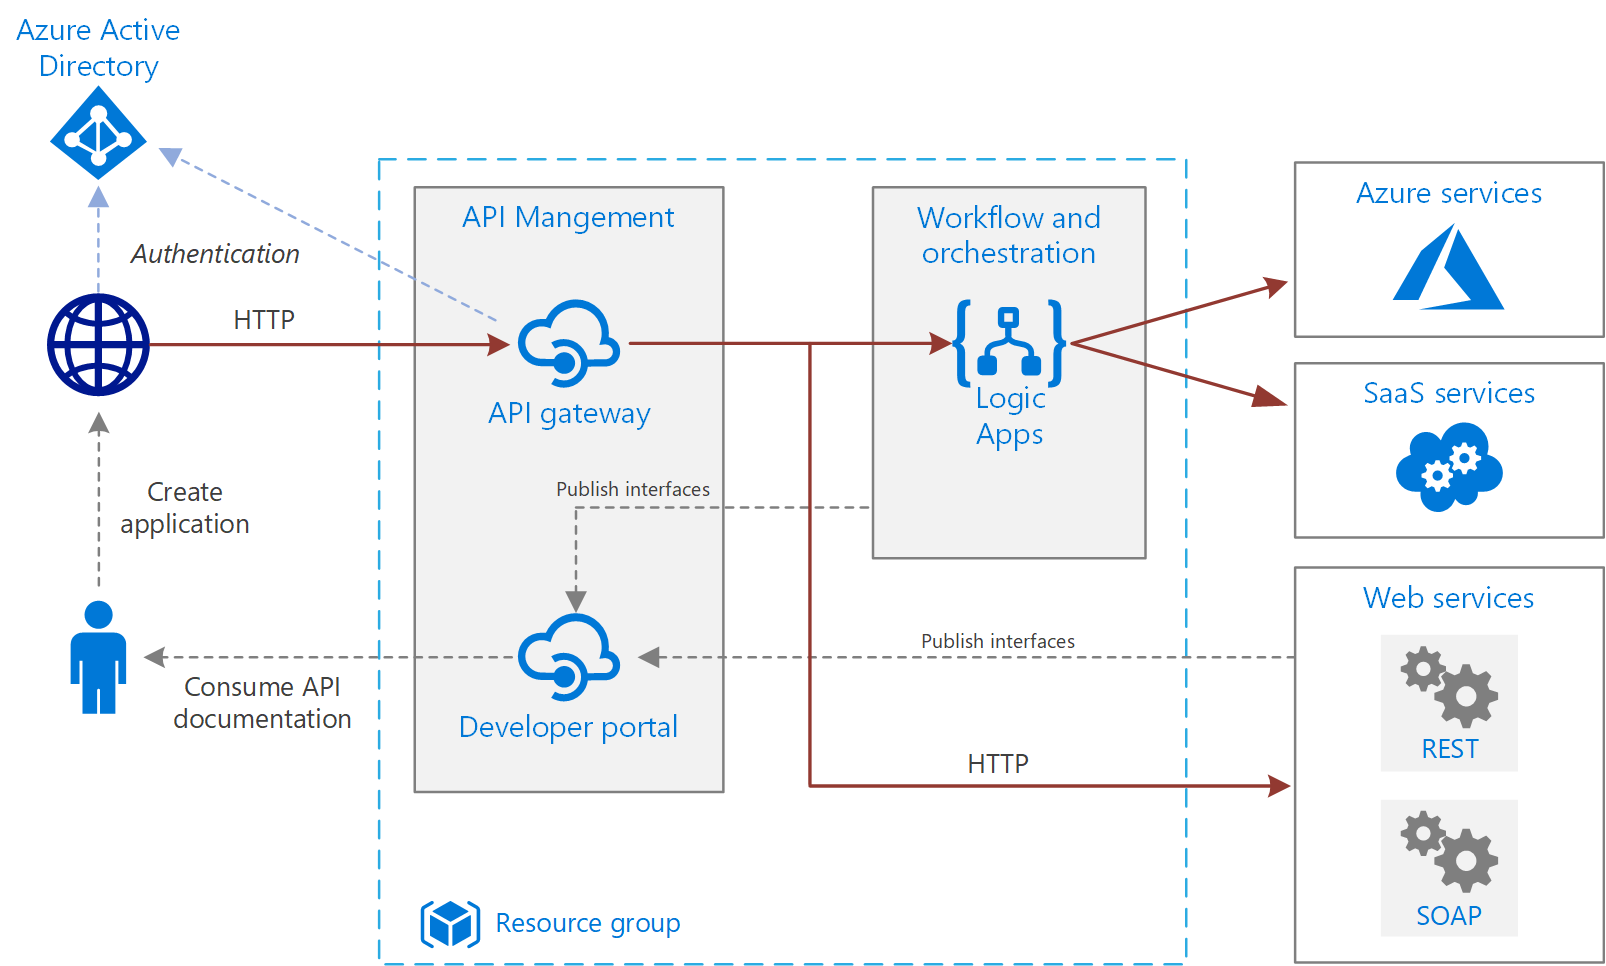 Azure Active
Directory
Authentication
HTTP
Create
application
Consume API
documentation
API Mangement
API gateway
Publish interfaces
Developer portal
Resource group
Workflow and
orchestration
Logic
Apps
Publish interfaces
HTTP
Azure services
SaaS services
Web services
REST
SOAP